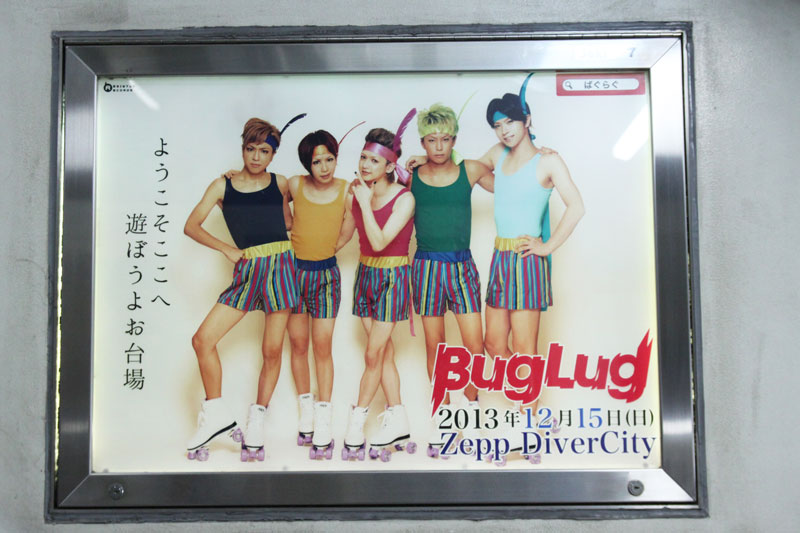 ばぐらぐ
ようこそここへ
遊ぼうよお台場
BugLug
2013年12月15日(日)
Zepp DiverCity